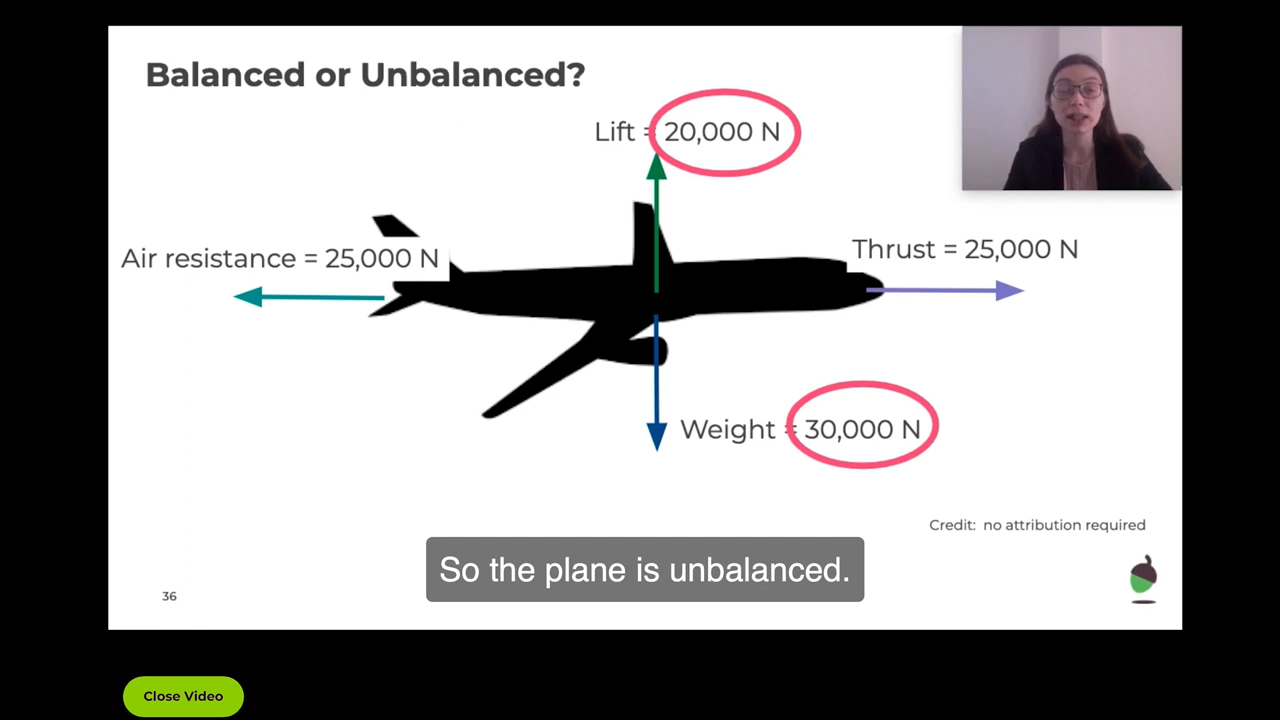 Balanced or Unbalanced?
Lift = 20,000 N
Air resistance = 25,000 N
Thrust = 25,000 N
Weight = 30,000 N
Credit: no attribution required
So the plane is unbalanced.
36
Close Video